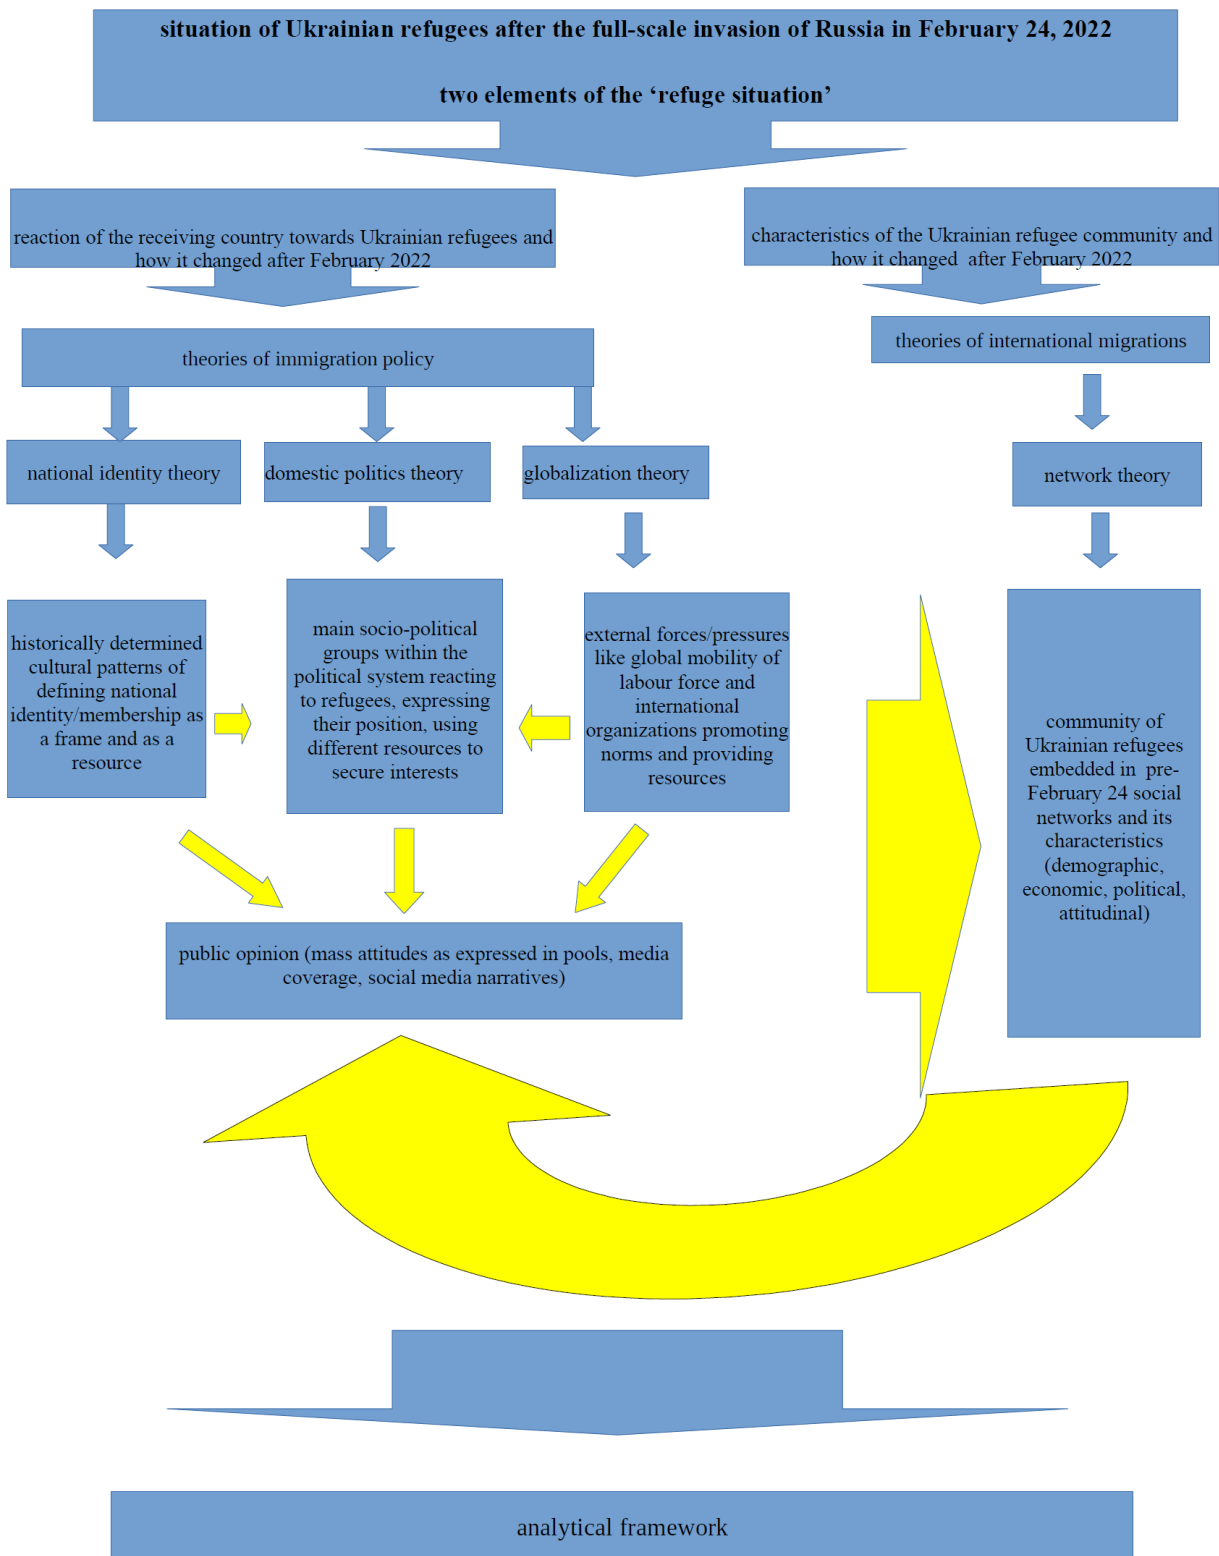 situation of Ukrainian refugees after the full-scale invasion of Russia in February 24, 2022
two elements of the ‘refuge situation’
reaction of the receiving country towards Ukrainian refugees and
how it changed after February 2022
characteristics of the Ukrainian refugee community and
how it changed  after February 2022
theories of immigration policy
theories of international migrations
national identity theory
domestic politics theory
globalization theory
network theory
historically determined
cultural patterns of
defining national
identity/membership as
a frame and as a
resource
main socio-political
groups within the
political system reacting
to refugees, expressing
their position, using
different resources to
secure interests
external forces/pressures
like global mobility of
labour force and
international
organizations promoting
norms and providing
resources
community of
Ukrainian refugees
embedded in  pre-
February 24 social
networks and its
characteristics
(demographic,
economic, political,
attitudinal)
public opinion (mass attitudes as expressed in pools, media
coverage, social media narratives)
analytical framework